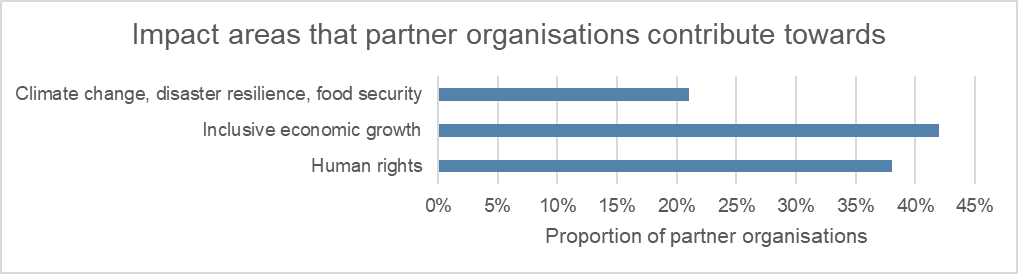 Impact areas that partner organisations contribute towards
Climate change, disaster resilience, food security
Inclusive economic growth
Human rights
0% 5% 10% 15% 20% 25% 30% 35% 40% 45%
Proportion of partner organisations